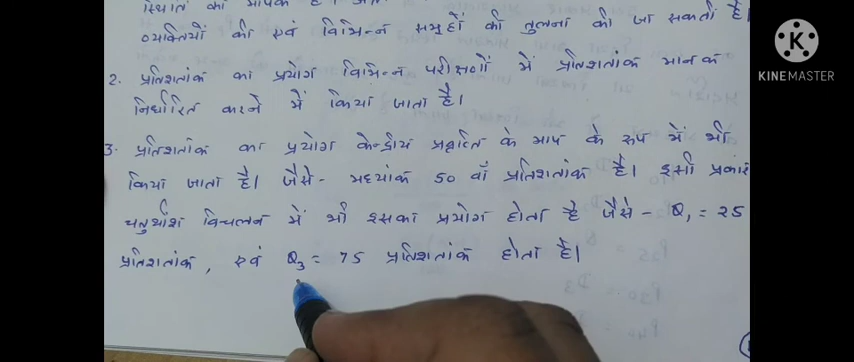 व्यक्तियों की एवं विभिन्न समूहों की तुलना की जा सकती है।
2. प्रतिशतांक का प्रयोग विभिन्न परीक्षणों में प्रतिशतांक मानक
निर्धारित करने में किया जाता है।
3. प्रतिशतांक का प्रयोग केन्द्रीय प्रवृत्ति के माप के रूप में भी
किया जाता है। जैसे - मध्यांक 50 वाँ प्रतिशतांक है। इसी प्रकार
चतुर्थांश विचलन में भी इसका प्रयोग होता है जैसे - Q₁ = 25
प्रतिशतांक, एवं Q₃ = 75 प्रतिशतांक होता है।
KINEMASTER